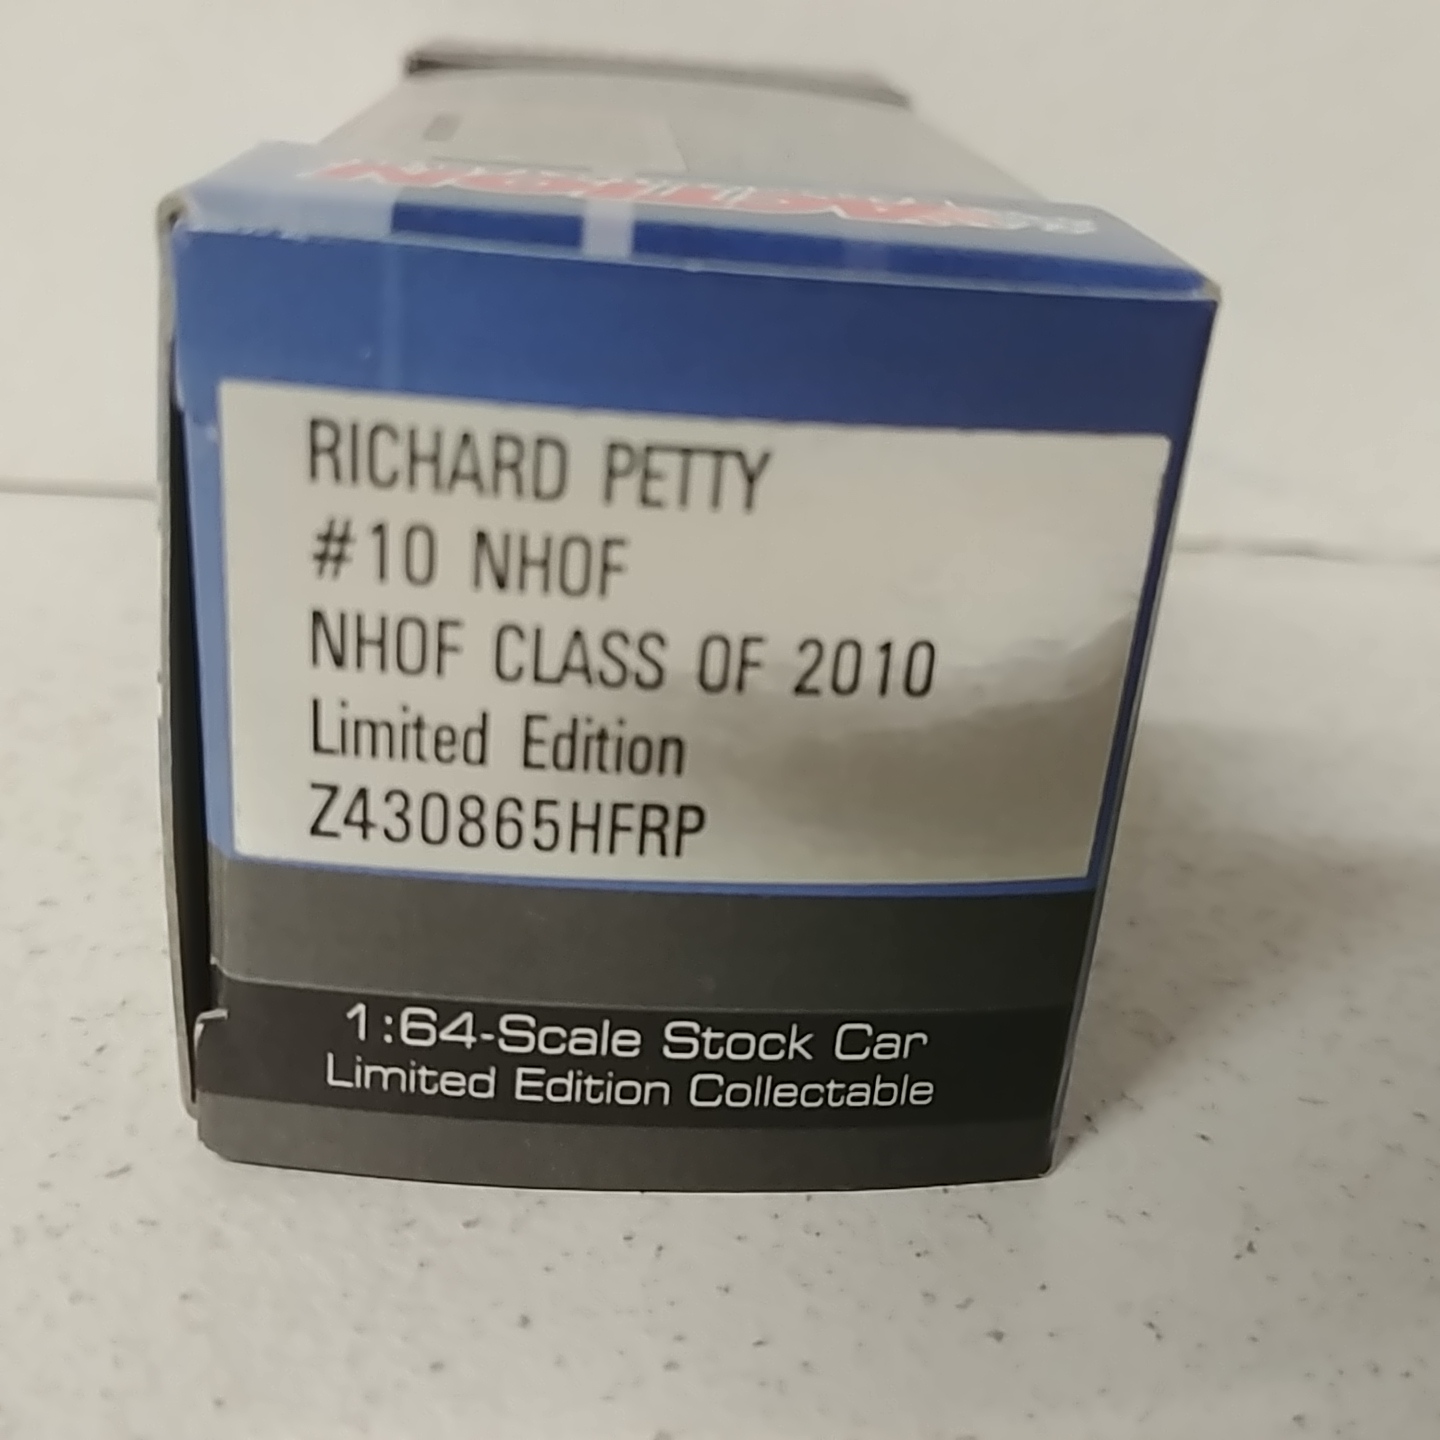 RICHARD PETTY
#10 NHOF
NHOF CLASS OF 2010
Limited Edition
Z430865HFRP
1:64-Scale Stock Car
Limited Edition Collectable